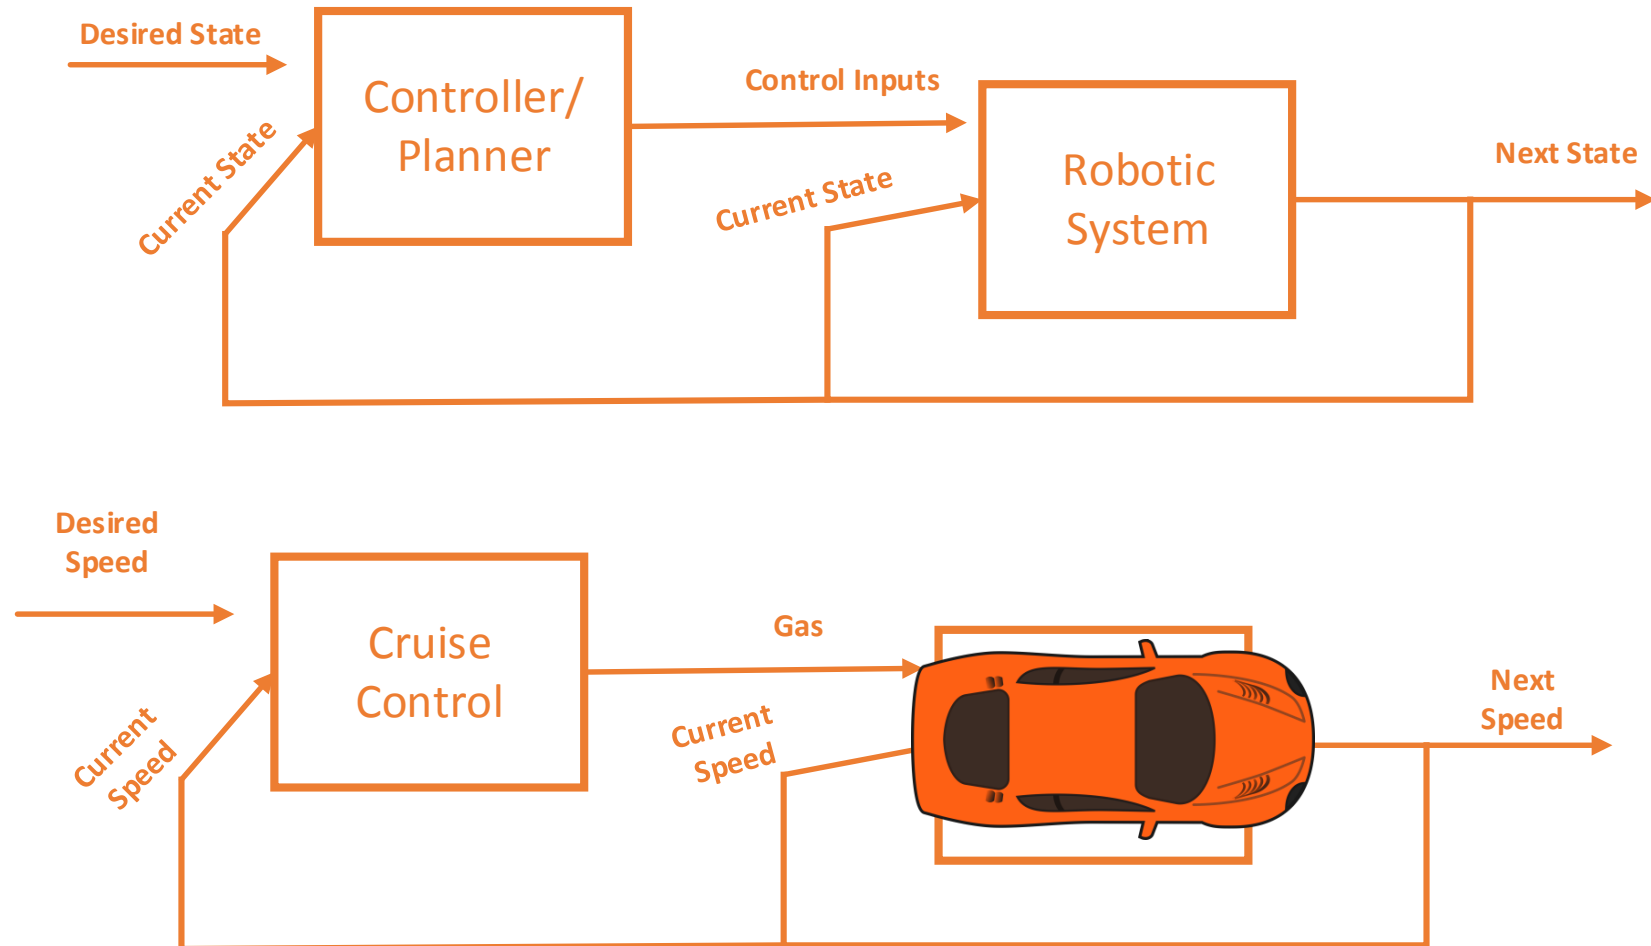 Desired State
Controller/
Planner
Current State
Control Inputs
Current State
Robotic
System
Next State
Desired
Speed
Cruise
Control
Current
Speed
Gas
Current
Speed
Next
Speed